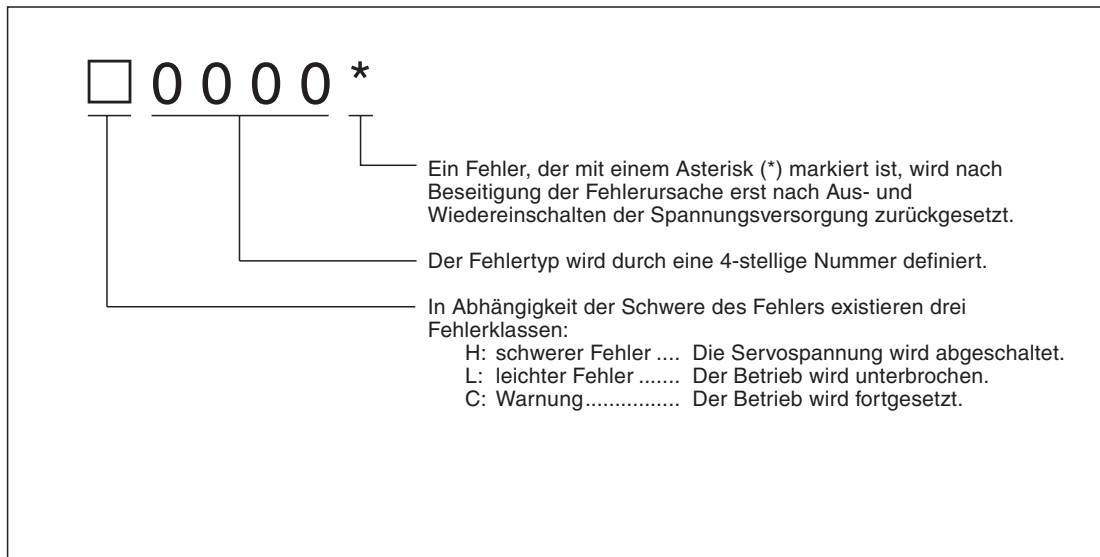 □ 0 0 0 0 *
Ein Fehler, der mit einem Asterisk (*) markiert ist, wird nach
Beseitigung der Fehlerursache erst nach Aus- und
Wiedereinschalten der Spannungsversorgung zurückgesetzt.
Der Fehlertyp wird durch eine 4-stellige Nummer definiert.
In Abhängigkeit der Schwere des Fehlers existieren drei
Fehlerklassen:
H: schwerer Fehler .... Die Servospannung wird abgeschaltet.
L: leichter Fehler ....... Der Betrieb wird unterbrochen.
C: Warnung................ Der Betrieb wird fortgesetzt.